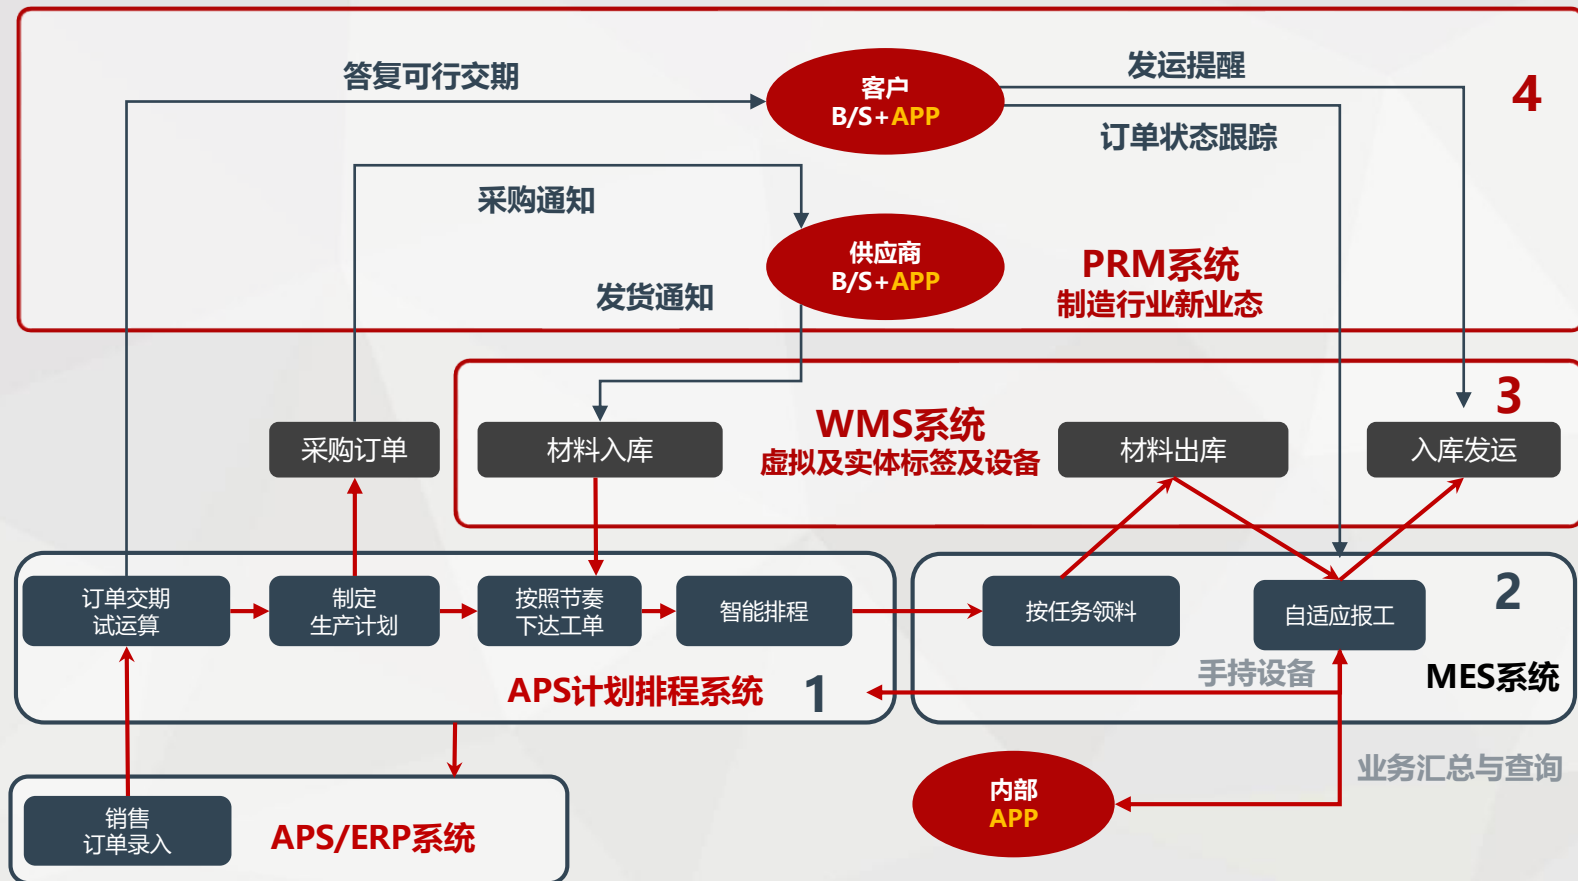 答复可行交期
客户
B/S+APP
发运提醒
4
订单状态跟踪
采购通知
供应商
B/S+APP
发货通知
PRM系统
制造行业新业态
3
采购订单
材料入库
WMS系统
虚拟及实体标签及设备
材料出库
入库发运
订单交期
试运算
制定
生产计划
按照节奏
下达工单
智能排程
APS计划排程系统
1
按任务领料
自适应报工
2
手持设备
MES系统
业务汇总与查询
内部
APP
销售
订单录入
APS/ERP系统